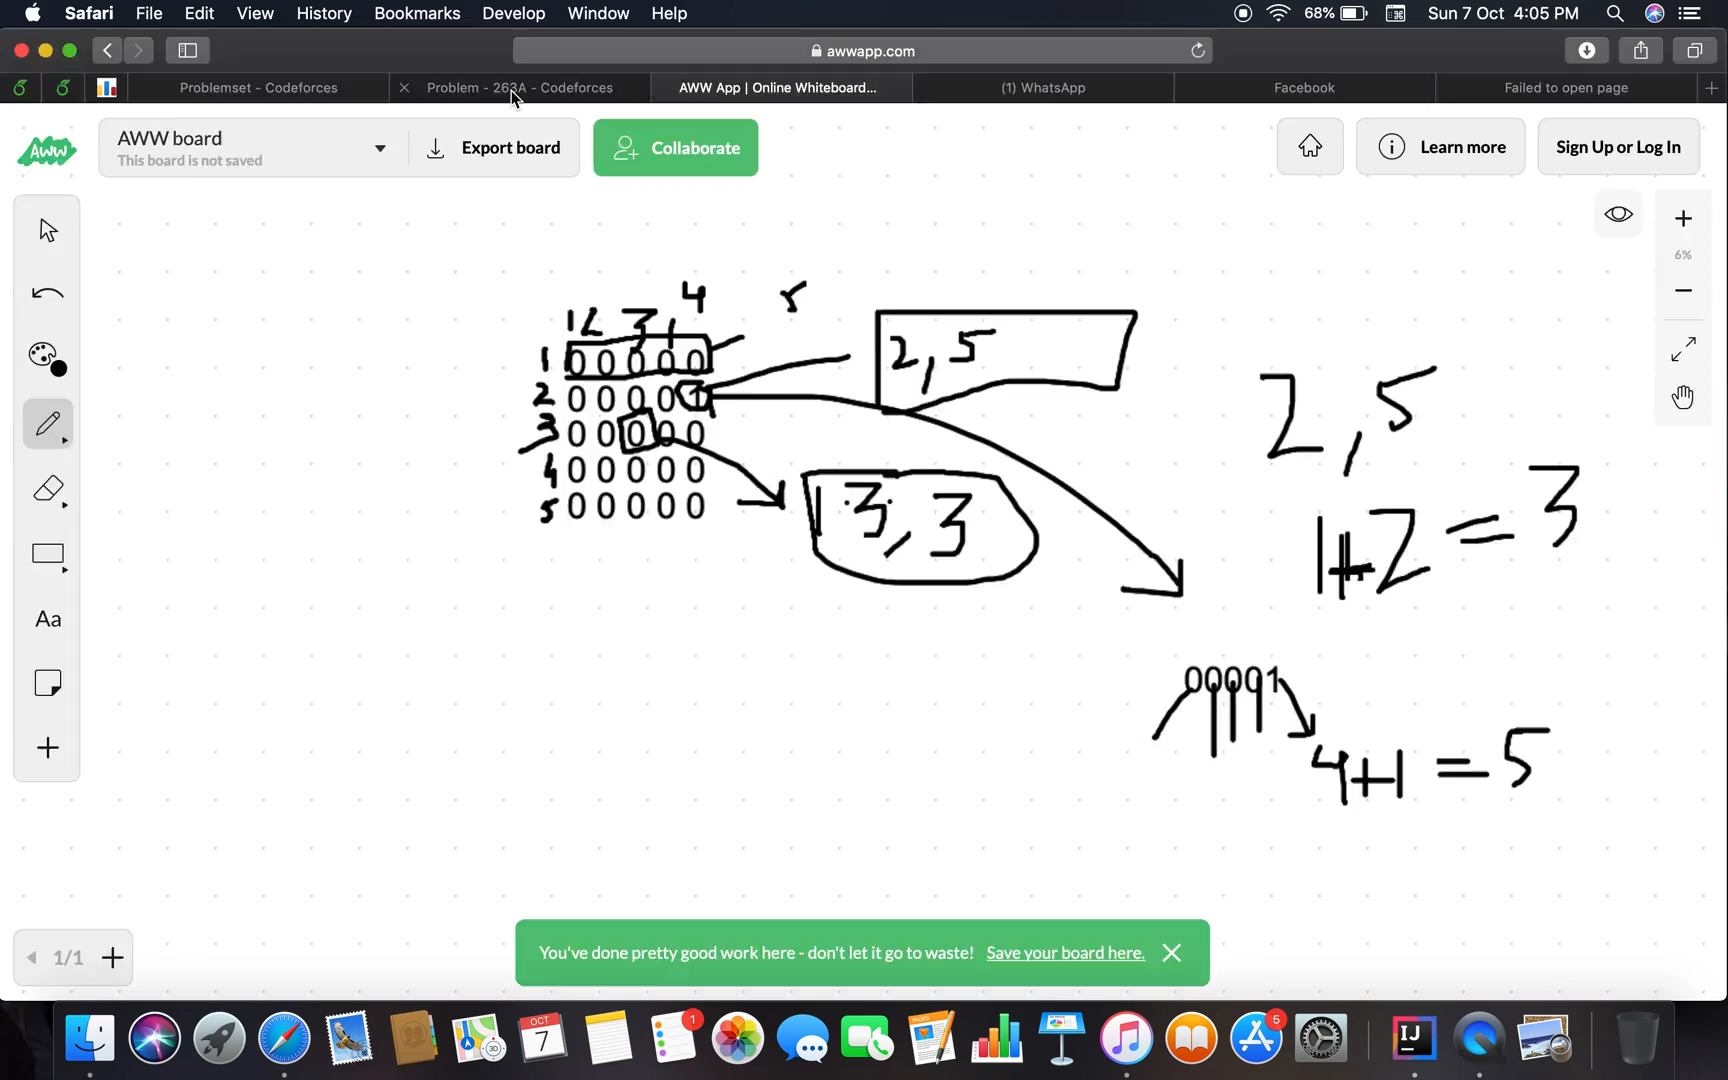 Safari File Edit View History Bookmarks Develop Window Help 68% Sun 7 Oct 4:05 PM
awwapp.com
Problemset - Codeforces Problem - 263A - Codeforces AWW App | Online Whiteboard... (1) WhatsApp Facebook Failed to open page
AWW
AWW board
This board is not saved
Export board
Collaborate
Learn more
Sign Up or Log In
6%
Aa
1 2 3 4 5
1 0 0 0 0 0
2 0 0 0 0 1
3 0 0 0 0 0
4 0 0 0 0 0
5 0 0 0 0 0
2,5
3,3
2,5
1+2=3
00001
4+1=5
You've done pretty good work here - don't let it go to waste! Save your board here.
1/1
OCT
7
3D
1
5
IJ